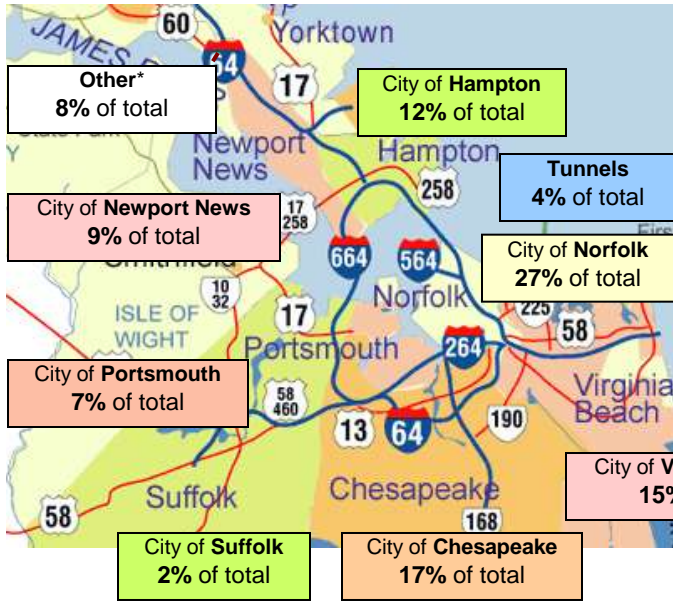 60
Yorktown
JAMES
64
17
Other*
8% of total
City of Hampton
12% of total
Newport
News
Hampton
Tunnels
4% of total
258
City of Newport News
9% of total
17
258
664
564
City of Norfolk
27% of total
10
32
Norfolk
225
ISLE OF
WIGHT
17
58
Portsmouth
264
City of Portsmouth
7% of total
58
460
Virginia
Beach
13
64
190
City of V
15%
Suffolk
Chesapeake
58
168
City of Suffolk
2% of total
City of Chesapeake
17% of total